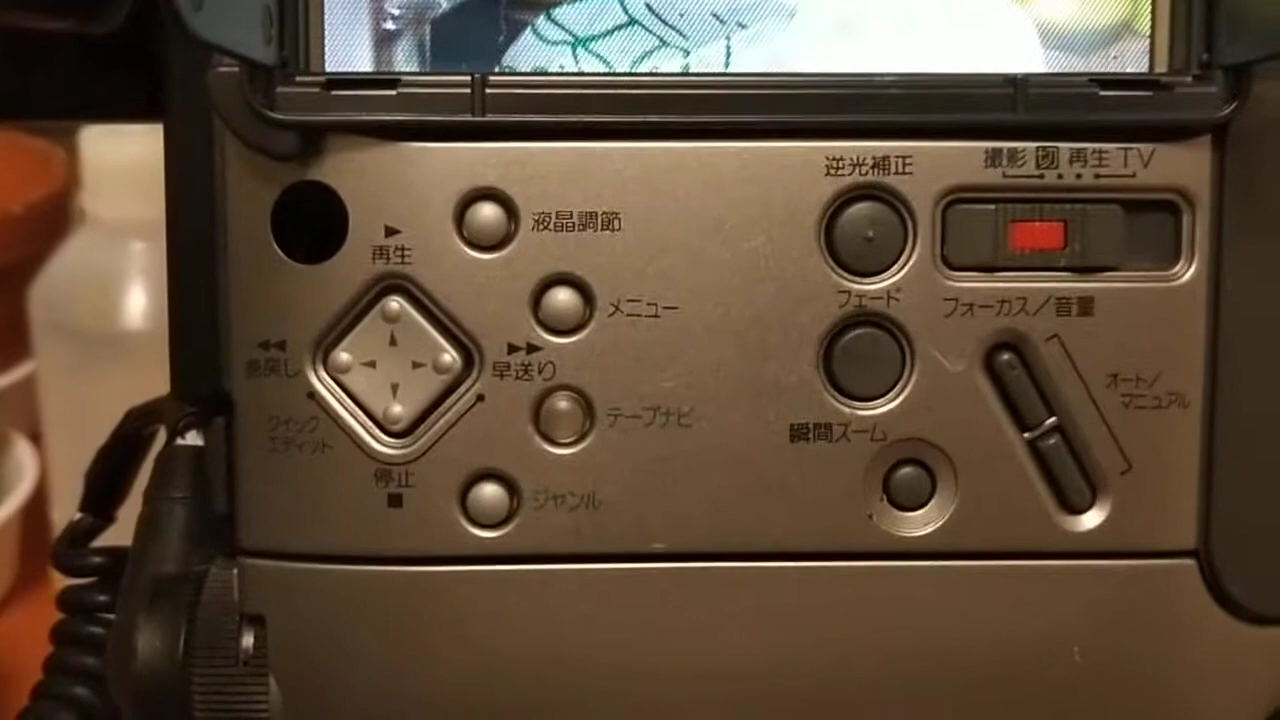 撮影 切 再生 TV
逆光補正
液晶調節
再生
メニュー
フェード
フォーカス／音量
急戻し
早送り
オート／
マニュアル
テープナビ
クイック
エディット
瞬間ズーム
停止
ジャンル